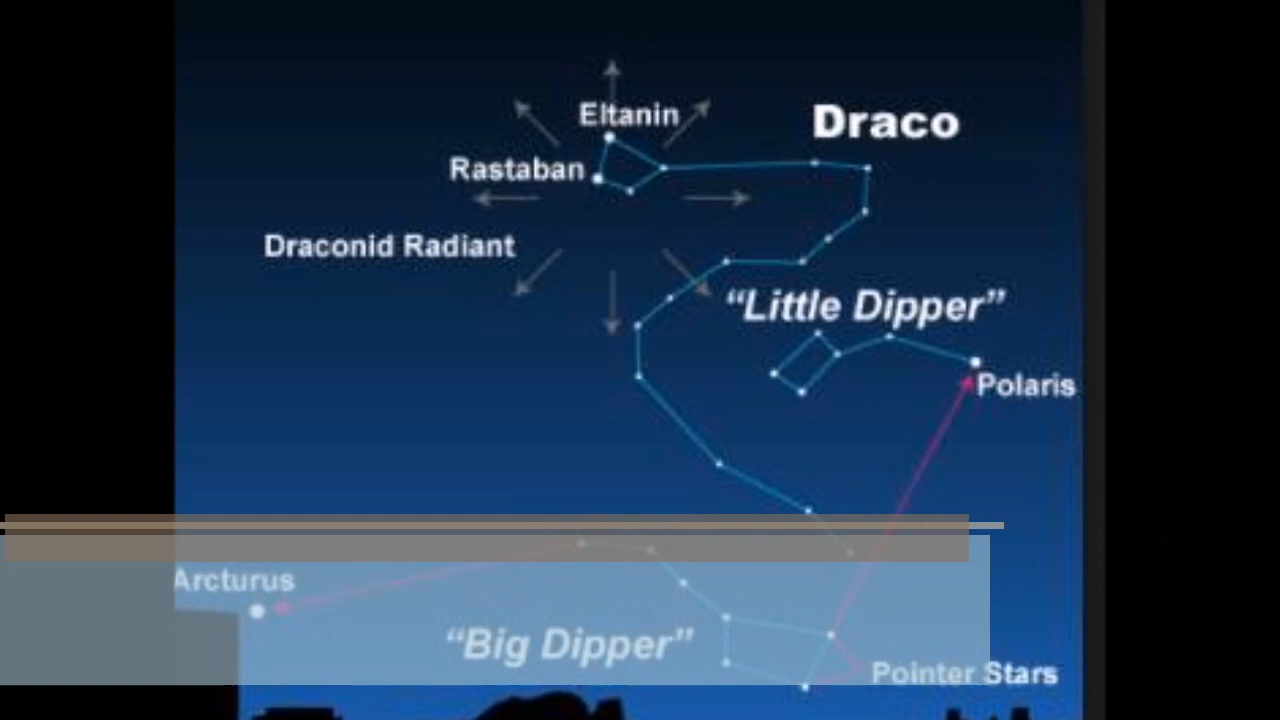 Eltanin
Draco
Rastaban
Draconid Radiant
“Little Dipper”
Polaris
Arcturus
“Big Dipper”
Pointer Stars